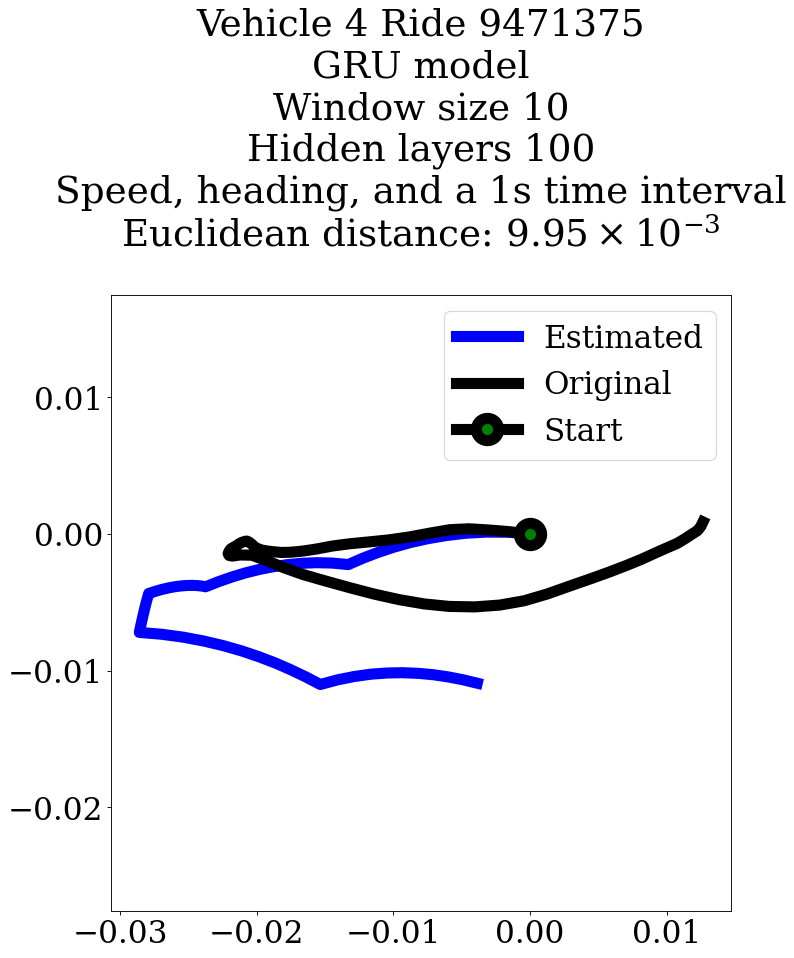 Vehicle 4 Ride 9471375
GRU model
Window size 10
Hidden layers 100
Speed, heading, and a 1s time interval
Euclidean distance: 9.95 × 10⁻³
Estimated
Original
Start
0.01
0.00
−0.01
−0.02
−0.03 −0.02 −0.01 0.00 0.01